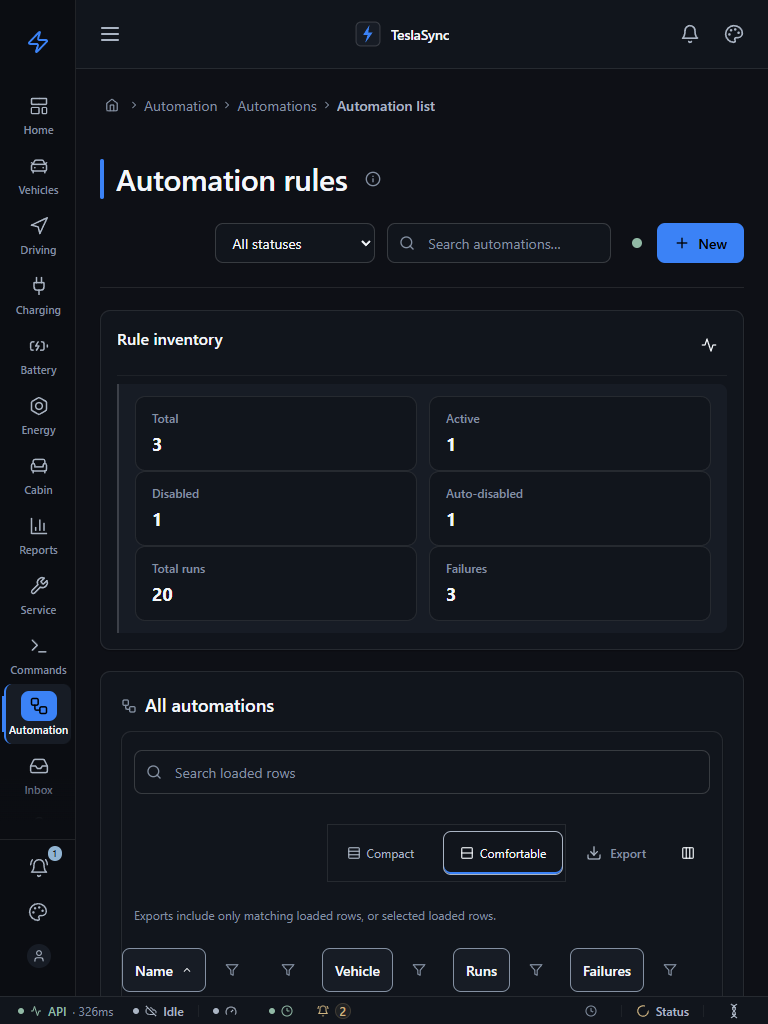 TeslaSync
Home
Vehicles
Driving
Charging
Battery
Energy
Cabin
Reports
Service
Commands
Automation
Inbox
1
Automation > Automations > Automation list
Automation rules
All statuses
Search automations...
New
Rule inventory
Total
3
Active
1
Disabled
1
Auto-disabled
1
Total runs
20
Failures
3
All automations
Search loaded rows
Compact
Comfortable
Export
Exports include only matching loaded rows, or selected loaded rows.
Name
Vehicle
Runs
Failures
API · 326ms
Idle
2
Status